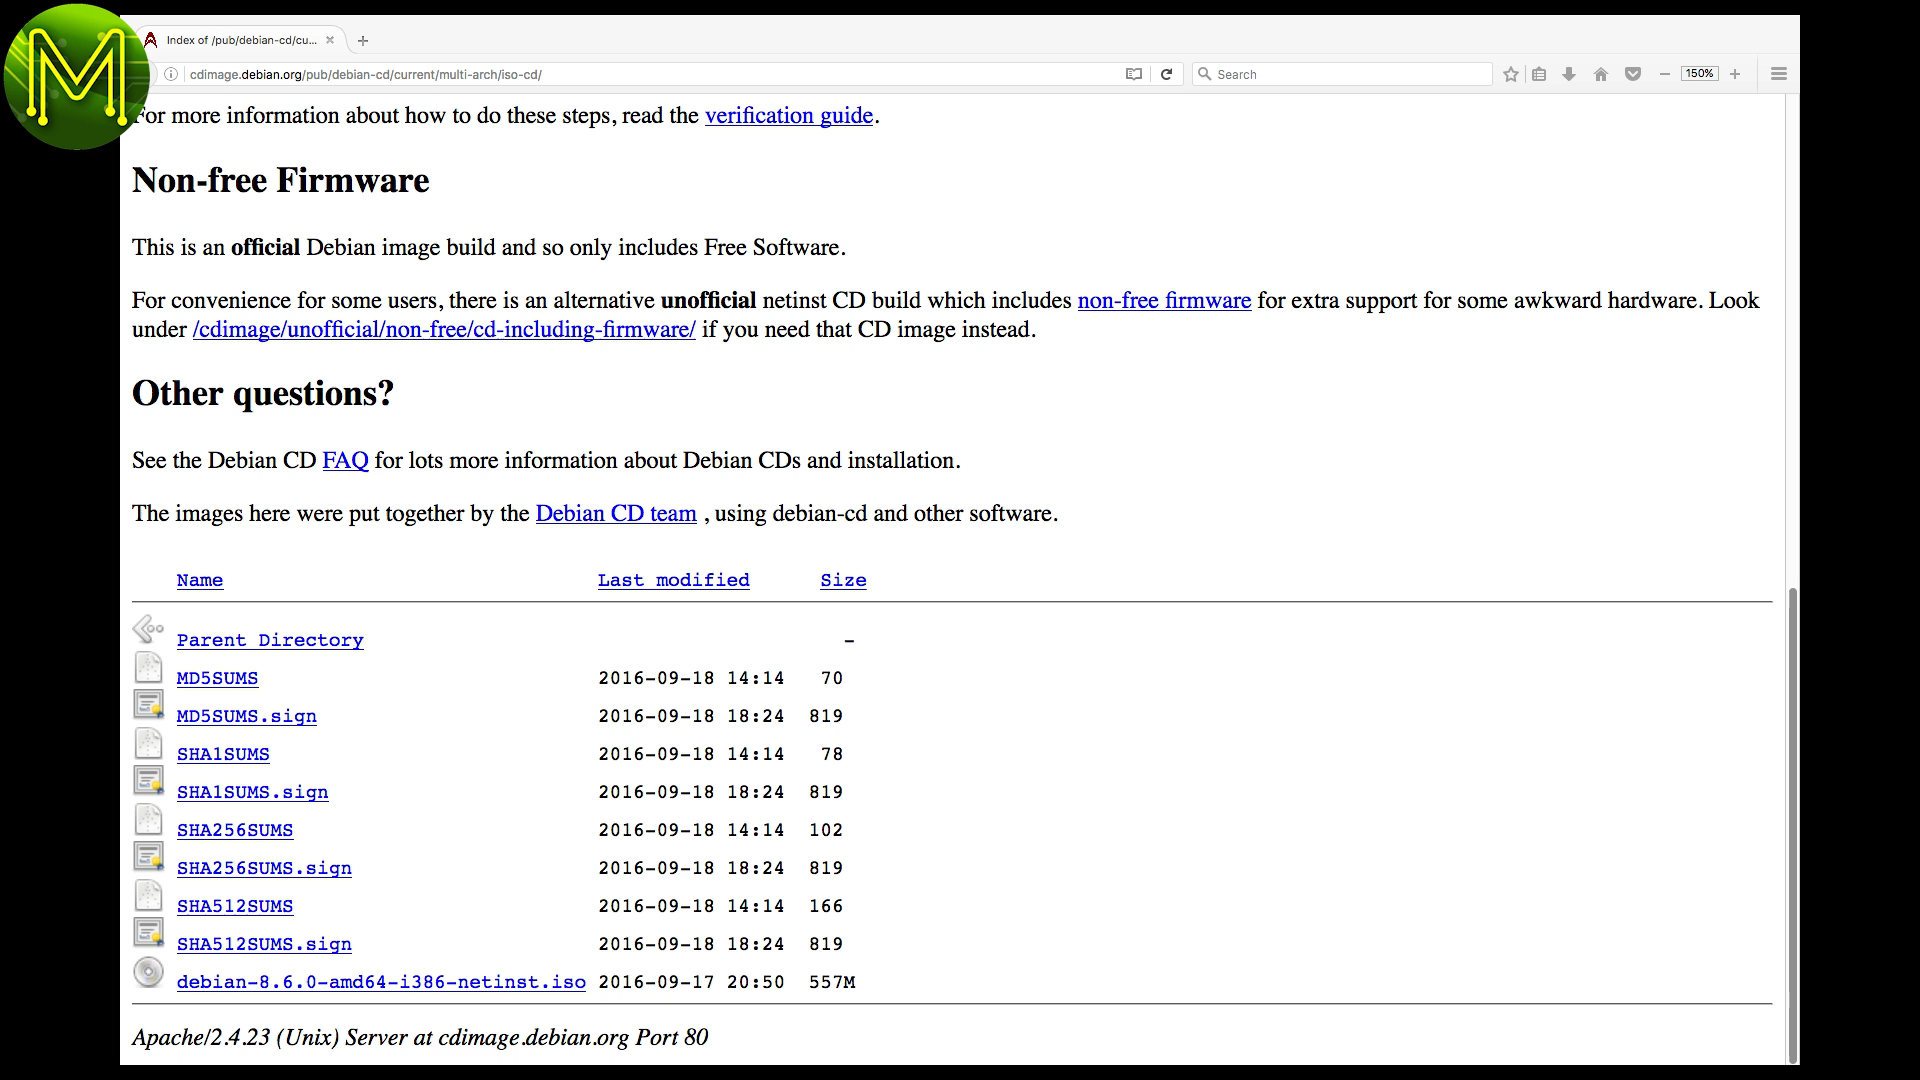 M
Index of /pub/debian-cd/cu...
cdimage.debian.org/pub/debian-cd/current/multi-arch/iso-cd/
Search
150%
For more information about how to do these steps, read the verification guide.
Non-free Firmware
This is an official Debian image build and so only includes Free Software.
For convenience for some users, there is an alternative unofficial netinst CD build which includes non-free firmware for extra support for some awkward hardware. Look
under /cdimage/unofficial/non-free/cd-including-firmware/ if you need that CD image instead.
Other questions?
See the Debian CD FAQ for lots more information about Debian CDs and installation.
The images here were put together by the Debian CD team , using debian-cd and other software.
Name Last modified Size
Parent Directory -
MD5SUMS 2016-09-18 14:14 70
MD5SUMS.sign 2016-09-18 18:24 819
SHA1SUMS 2016-09-18 14:14 78
SHA1SUMS.sign 2016-09-18 18:24 819
SHA256SUMS 2016-09-18 14:14 102
SHA256SUMS.sign 2016-09-18 18:24 819
SHA512SUMS 2016-09-18 14:14 166
SHA512SUMS.sign 2016-09-18 18:24 819
debian-8.6.0-amd64-i386-netinst.iso 2016-09-17 20:50 557M
Apache/2.4.23 (Unix) Server at cdimage.debian.org Port 80